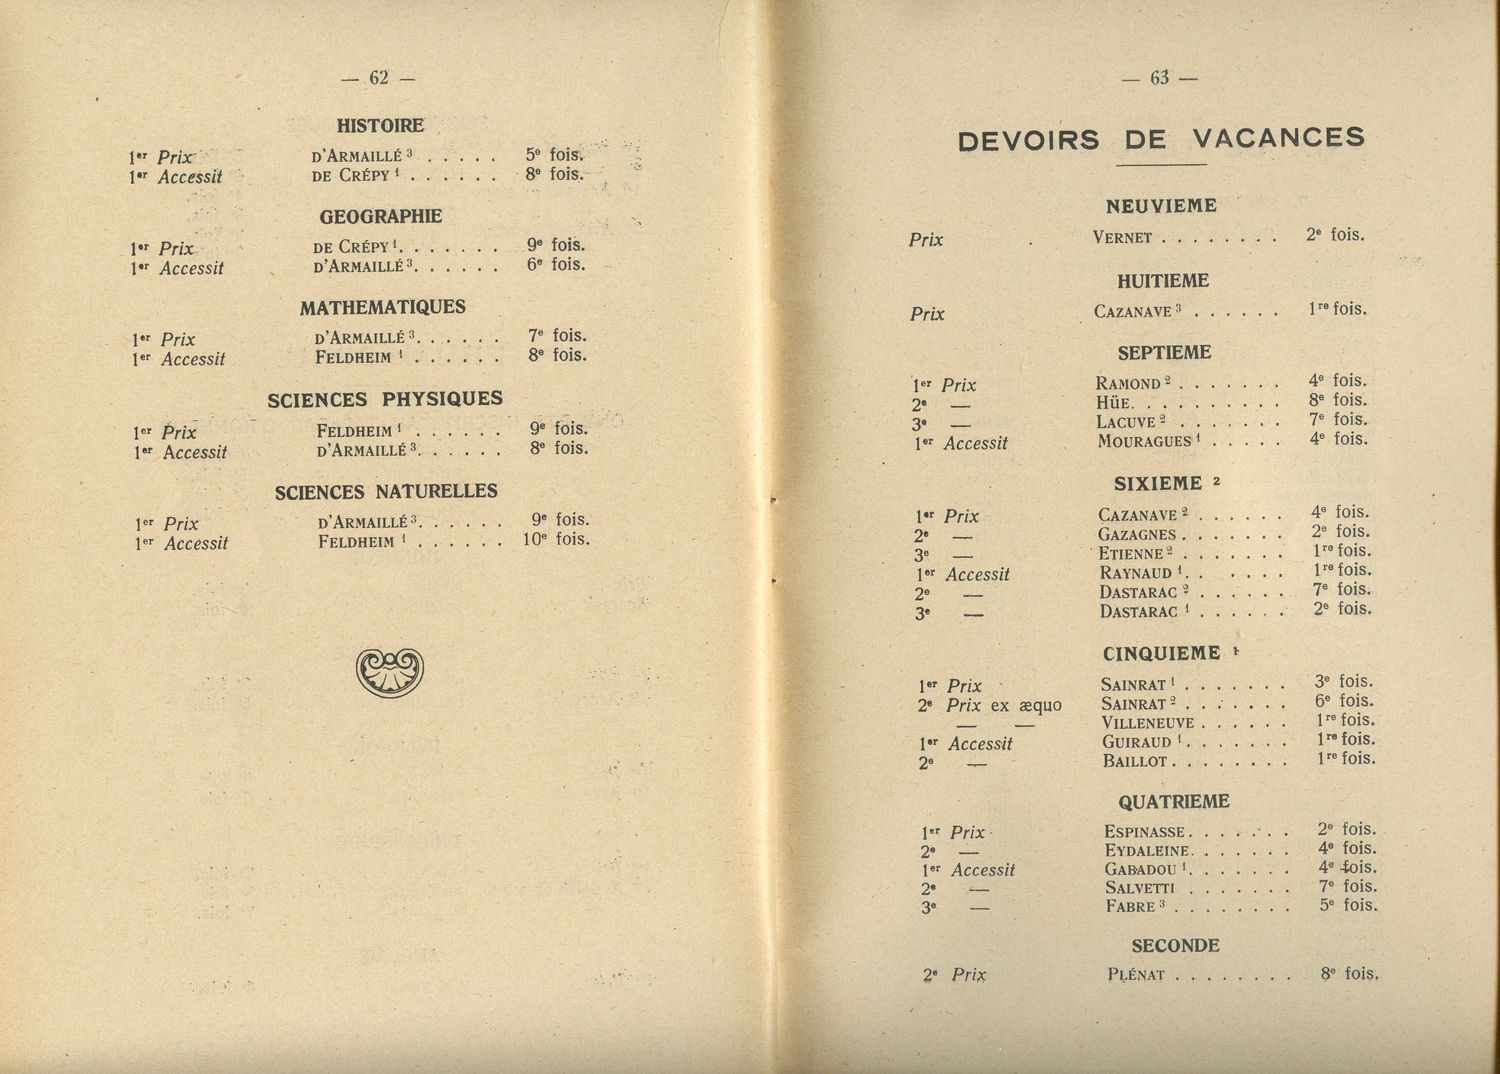 — 62 —
HISTOIRE
1er Prix D'ARMAILLÉ 3 . . . . . 5e fois.
1er Accessit DE CRÉPY 1 . . . . . . 8e fois.
GEOGRAPHIE
1er Prix DE CRÉPY 1. . . . . . . 9e fois.
1er Accessit D'ARMAILLÉ 3. . . . . . 6e fois.
MATHEMATIQUES
1er Prix D'ARMAILLÉ 3. . . . . . 7e fois.
1er Accessit FELDHEIM 1 . . . . . . 8e fois.
SCIENCES PHYSIQUES
1er Prix FELDHEIM 1 . . . . . . 9e fois.
1er Accessit D'ARMAILLÉ 3. . . . . . 8e fois.
SCIENCES NATURELLES
1er Prix D'ARMAILLÉ 3. . . . . . 9e fois.
1er Accessit FELDHEIM 1 . . . . . . 10e fois.
— 63 —
DEVOIRS DE VACANCES
NEUVIEME
Prix VERNET . . . . . . . . 2e fois.
HUITIEME
Prix CAZANAVE 3 . . . . . . 1re fois.
SEPTIEME
1er Prix RAMOND 2 . . . . . . . 4e fois.
2e — HüE. . . . . . . . . . 8e fois.
3e — LACUVE 2 . . . . . . . 7e fois.
1er Accessit MOURAGUES 1 . . . . . 4e fois.
SIXIEME 2
1er Prix CAZANAVE 2 . . . . . . 4e fois.
2e — GAZAGNES . . . . . . . 2e fois.
3e — ETIENNE 2 . . . . . . . 1re fois.
1er Accessit RAYNAUD 1. . . . . . 1re fois.
2e — DASTARAC 2 . . . . . . 7e fois.
3e — DASTARAC 1 . . . . . . 2e fois.
CINQUIEME 1
1er Prix SAINRAT 1 . . . . . . . 3e fois.
2e Prix ex æquo SAINRAT 2 . . . . . . . 6e fois.
— — VILLENEUVE . . . . . . 1re fois.
1er Accessit GUIRAUD 1. . . . . . . 1re fois.
2e — BAILLOT . . . . . . . . 1re fois.
QUATRIEME
1er Prix ESPINASSE. . . . . . . 2e fois.
2e — EYDALEINE. . . . . . . 4e fois.
1er Accessit GABADOU 1. . . . . . . 4e fois.
2e — SALVETTI . . . . . . . 7e fois.
3e — FABRE 3 . . . . . . . . 5e fois.
SECONDE
2e Prix PLÉNAT . . . . . . . . 8e fois.